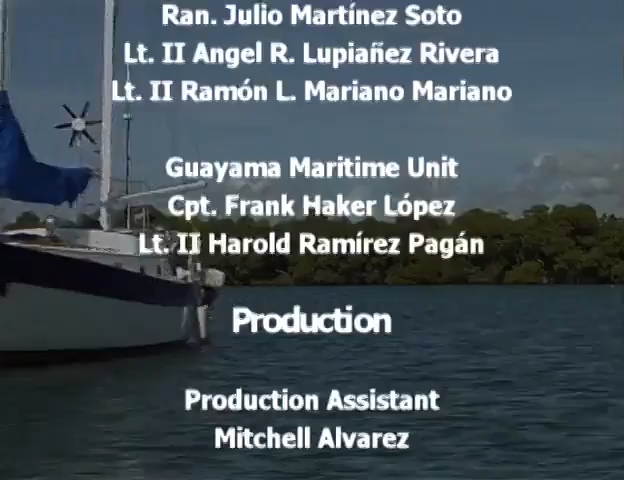 Ran. Julio Martínez Soto
Lt. II Angel R. Lupiañez Rivera
Lt. II Ramón L. Mariano Mariano
Guayama Maritime Unit
Cpt. Frank Haker López
Lt. II Harold Ramírez Pagán
Production
Production Assistant
Mitchell Alvarez